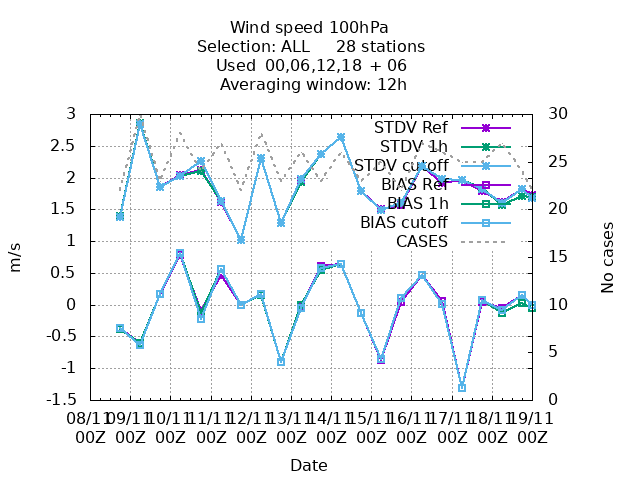 Wind speed 100hPa
Selection: ALL 28 stations
Used 00,06,12,18 + 06
Averaging window: 12h
STDV Ref
STDV 1h
STDV cutoff
BIAS Ref
BIAS 1h
BIAS cutoff
CASES
3
2.5
2
1.5
1
0.5
0
-0.5
-1
-1.5
m/s
30
25
20
15
10
5
0
No cases
08/11 09/11 10/11 11/11 12/11 13/11 14/11 15/11 16/11 17/11 18/11 19/11
00Z 00Z 00Z 00Z 00Z 00Z 00Z 00Z 00Z 00Z 00Z 00Z
Date